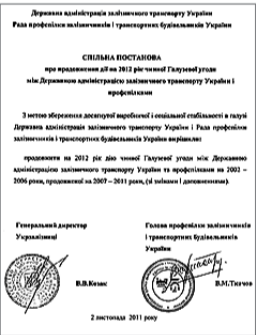 Державна адміністрація залізничного транспорту України
Рада профспілки залізничників і транспортних будівельників України
СПІЛЬНА ПОСТАНОВА
про продовження дії на 2012 рік чинної Галузевої угоди
між Державною адміністрацією залізничного транспорту України і
профспілками
З метою збереження досягнутої виробничої і соціальної стабільності в галузі
Державна адміністрація залізничного транспорту України і Рада профспілки
залізничників і транспортних будівельників України вирішили:
продовжити на 2012 рік дію чинної Галузевої угоди між Державною
адміністрацією залізничного транспорту України та профспілками на 2002 –
2006 роки, продовженої на 2007 – 2011 роки, (зі змінами і доповненнями).
Генеральний директор
Укрзалізниці
В.В.Козак
Голова профспілки залізничників
і транспортних будівельників
України
В.М.Ткачов
2 листопада 2011 року